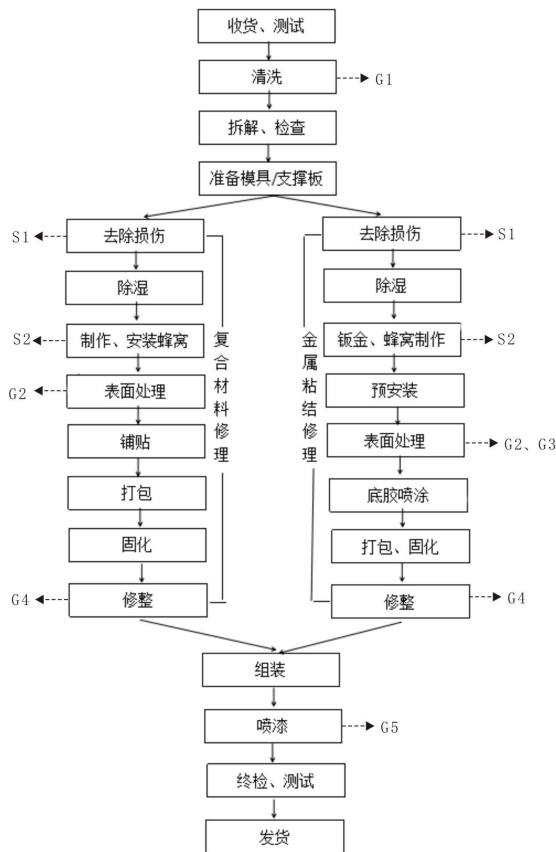 收货、测试
清洗
G1
拆解、检查
准备模具/支撑板
S1
去除损伤
除湿
S2
制作、安装蜂窝
G2
表面处理
铺贴
打包
固化
G4
修整
复合材料修理
金属粘结修理
去除损伤
S1
除湿
钣金、蜂窝制作
S2
预安装
表面处理
G2、G3
底胶喷涂
打包、固化
修整
G4
组装
喷漆
G5
终检、测试
发货